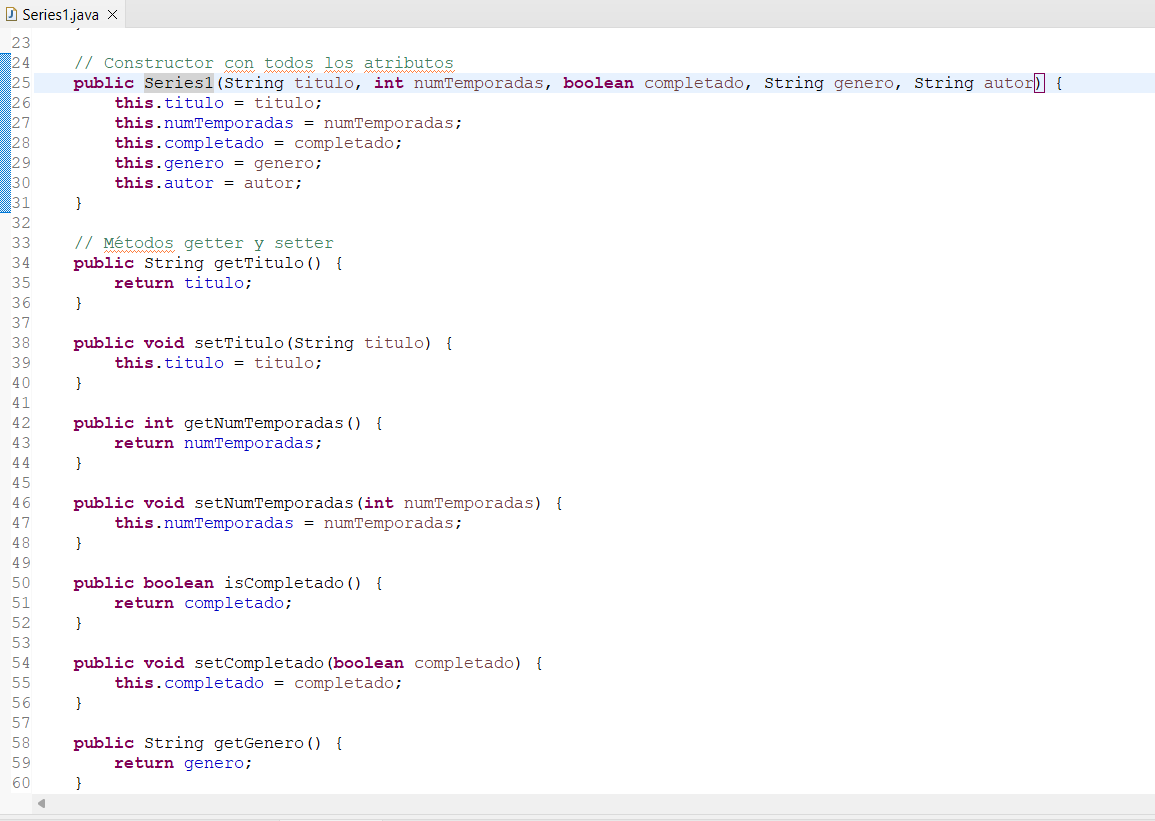 Series1.java
23
24 // Constructor con todos los atributos
25 public Series1(String titulo, int numTemporadas, boolean completado, String genero, String autor) {
26 this.titulo = titulo;
27 this.numTemporadas = numTemporadas;
28 this.completado = completado;
29 this.genero = genero;
30 this.autor = autor;
31 }
32
33 // Métodos getter y setter
34 public String getTitulo() {
35 return titulo;
36 }
37
38 public void setTitulo(String titulo) {
39 this.titulo = titulo;
40 }
41
42 public int getNumTemporadas() {
43 return numTemporadas;
44 }
45
46 public void setNumTemporadas(int numTemporadas) {
47 this.numTemporadas = numTemporadas;
48 }
49
50 public boolean isCompletado() {
51 return completado;
52 }
53
54 public void setCompletado(boolean completado) {
55 this.completado = completado;
56 }
57
58 public String getGenero() {
59 return genero;
60 }